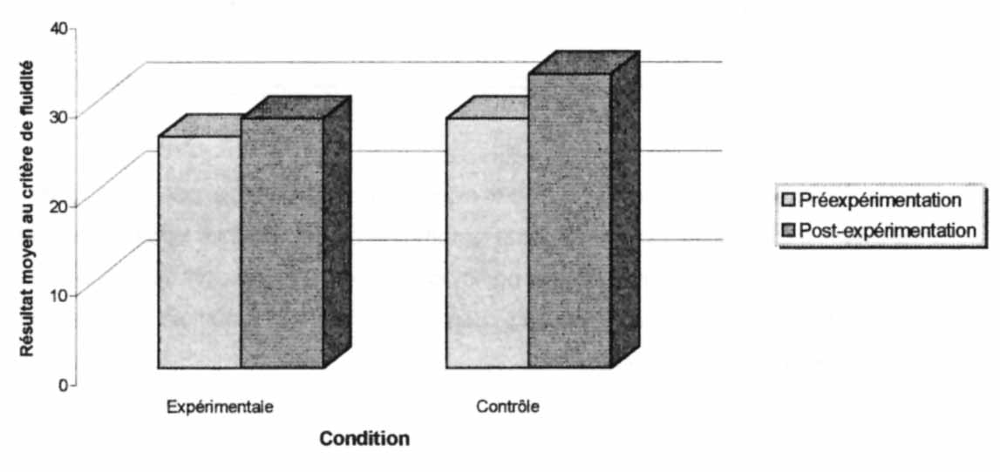 Résultat moyen au critère de fluidité
40
30
20
10
0
Expérimentale
Contrôle
Condition
Préexpérimentation
Post-expérimentation